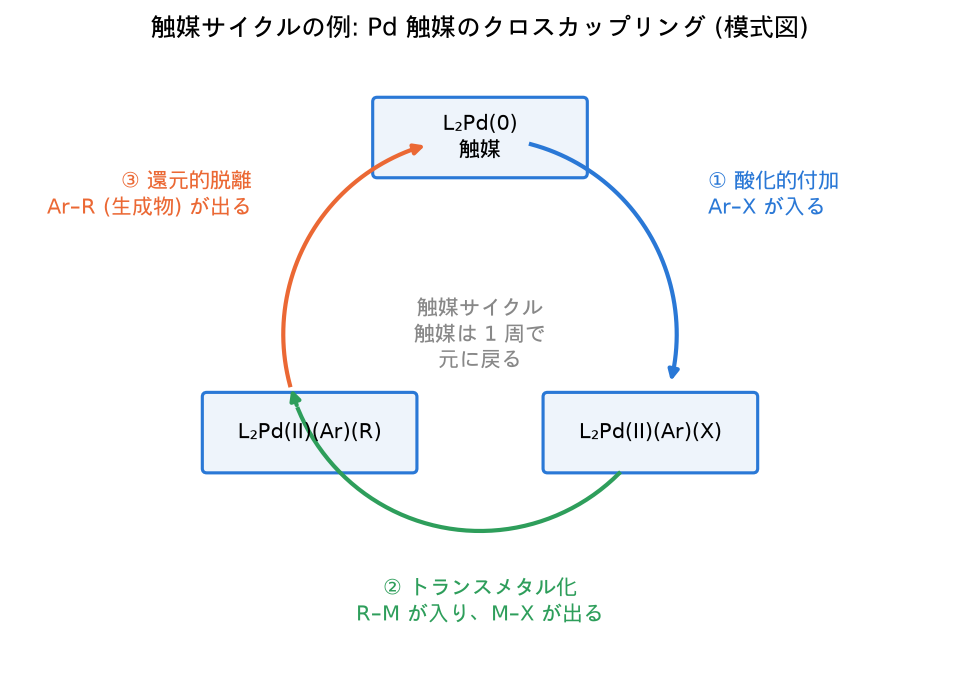 触媒サイクルの例: Pd 触媒のクロスカップリング (模式図)
L₂Pd(0)
触媒
③ 還元的脱離
Ar–R (生成物) が出る
① 酸化的付加
Ar–X が入る
触媒サイクル
触媒は 1 周で
元に戻る
L₂Pd(II)(Ar)(R)
L₂Pd(II)(Ar)(X)
② トランスメタル化
R–M が入り、M–X が出る